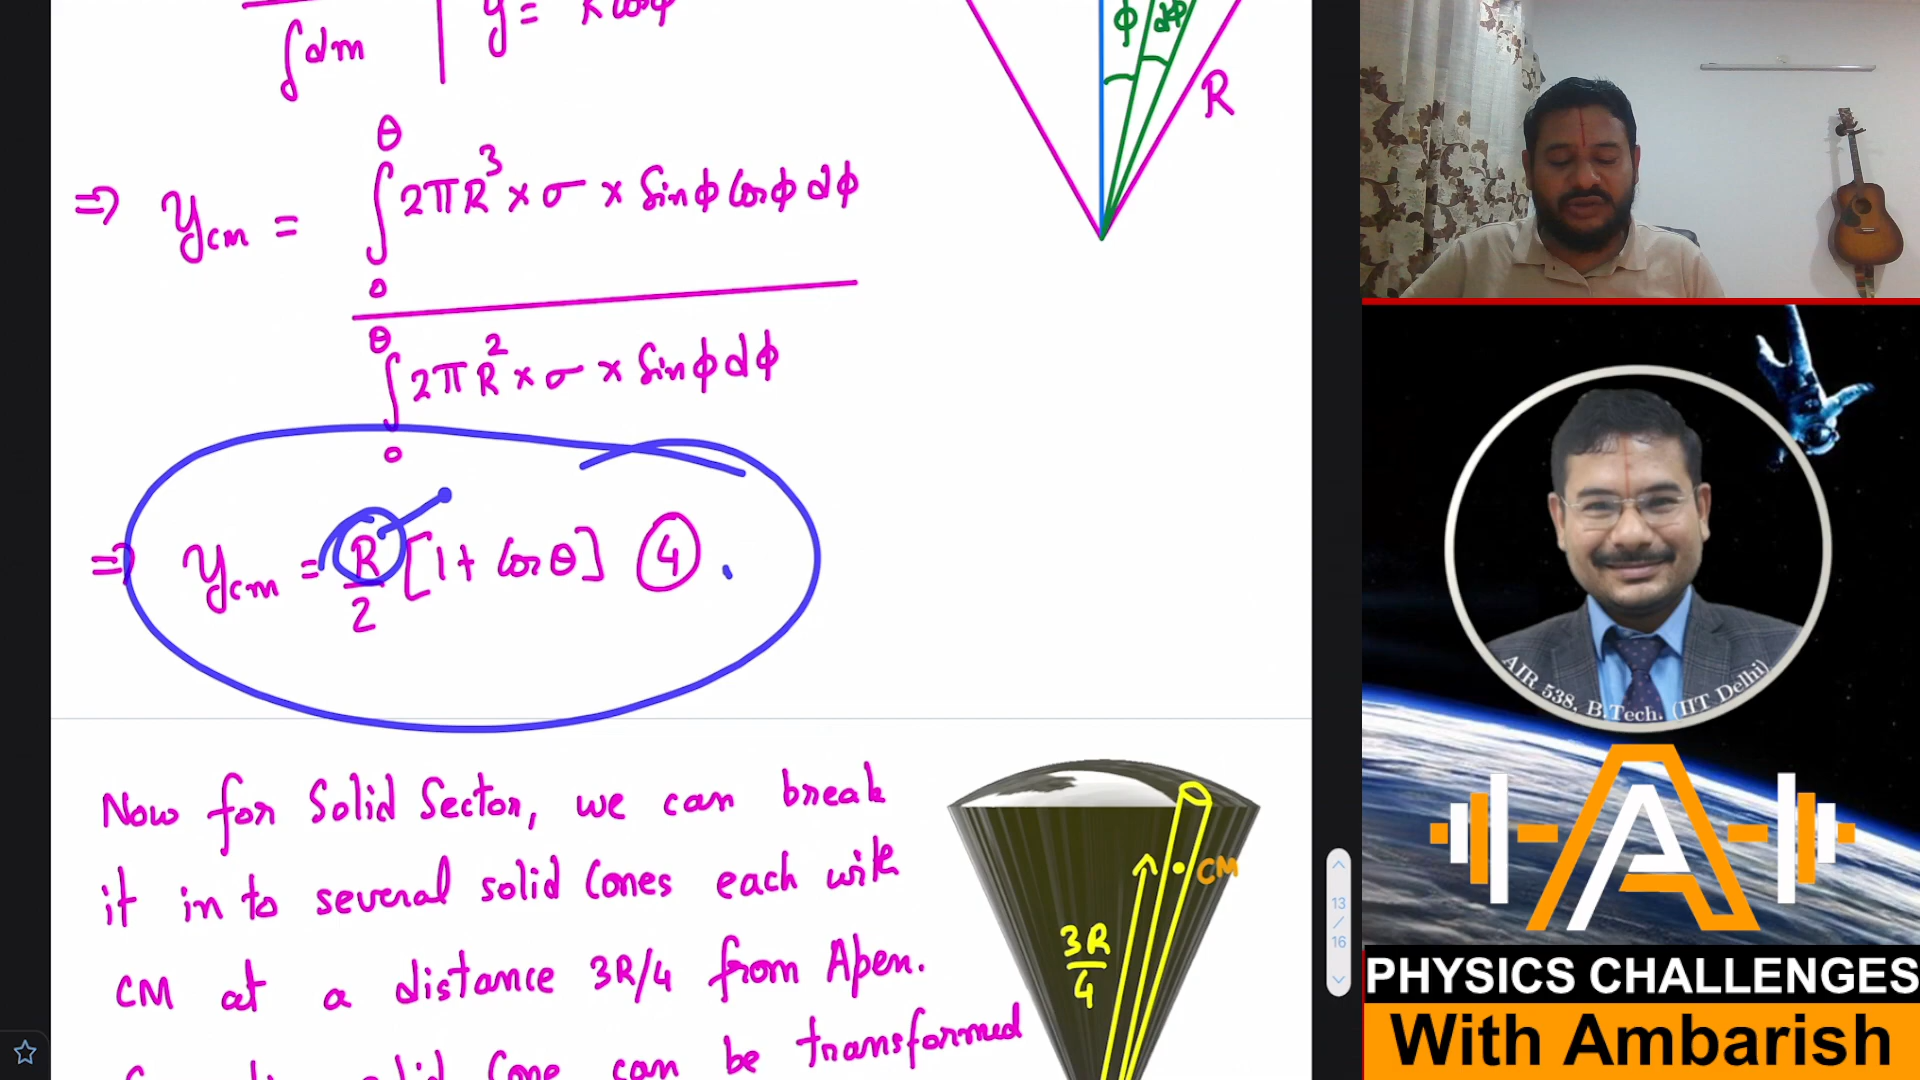 ∫dm | y = R cosφ
φ dφ
R
⇒ y_cm = ∫₀^θ 2πR³ × σ × Sinφ Cosφ dφ
∫₀^θ 2πR² × σ × Sinφ dφ
⇒ y_cm = R/2 [1 + Cosθ] ④.
Now for Solid Sector, we can break
it in to several solid Cones each with
CM at a distance 3R/4 from Apex.
solid Cone can be transformed
CM
3R/4
13
/
16
AIR 538, B.Tech. (IIT Delhi)
A
PHYSICS CHALLENGES
With Ambarish